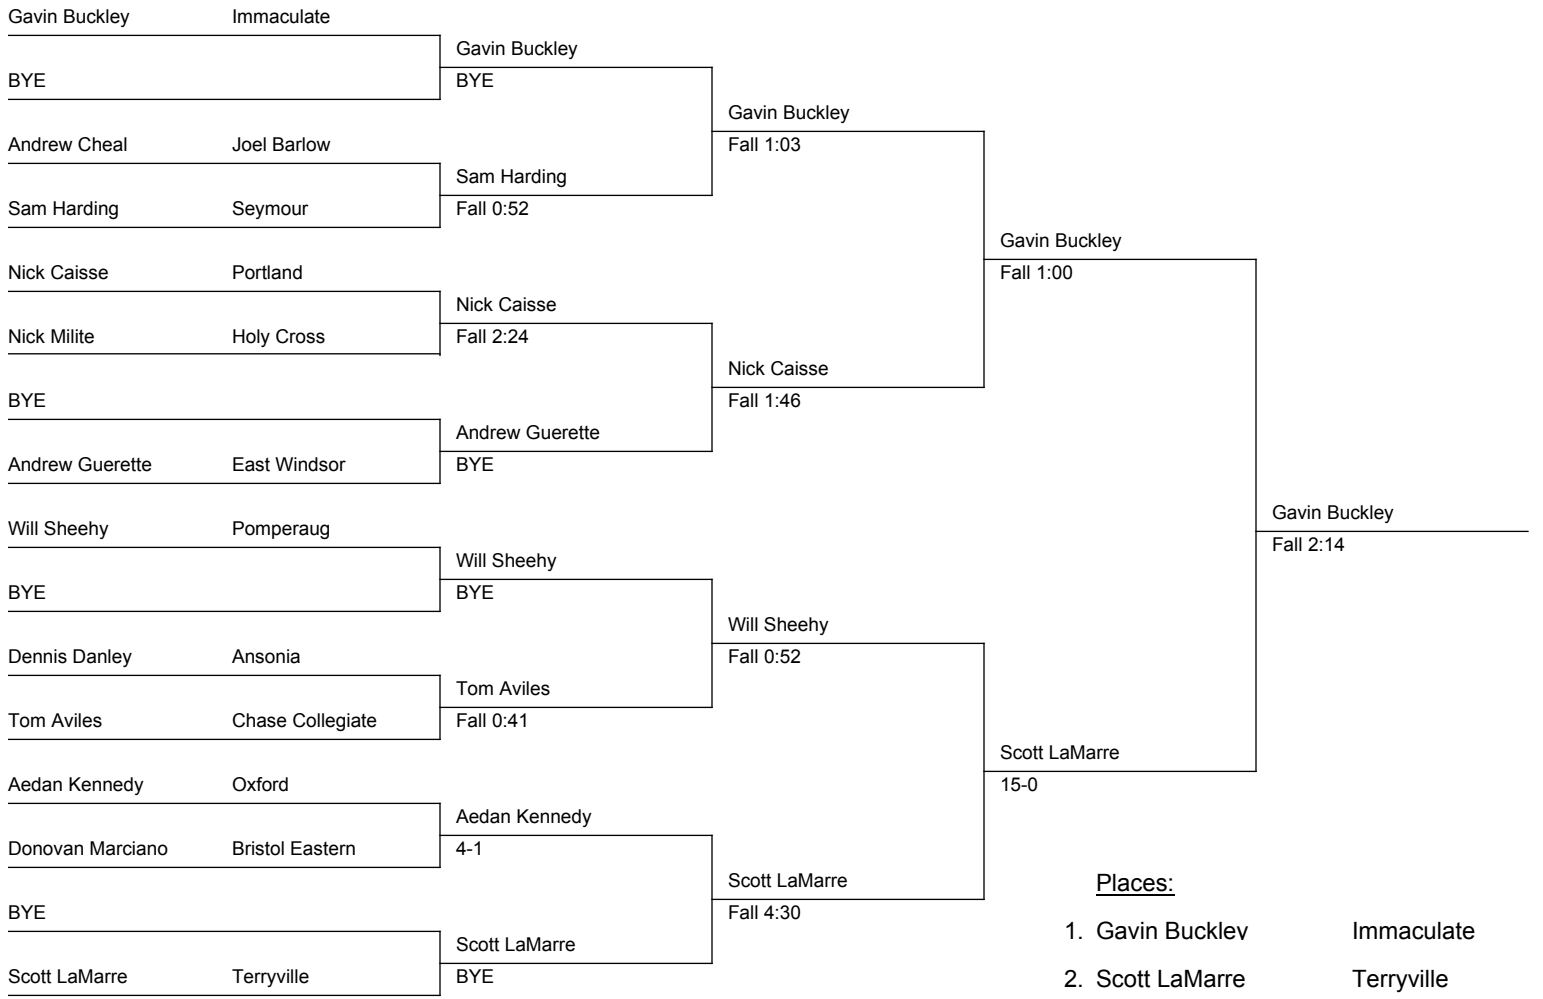 Gavin Buckley Immaculate
Gavin Buckley
BYE
BYE
Gavin Buckley
Andrew Cheal Joel Barlow
Fall 1:03
Sam Harding
Sam Harding Seymour
Fall 0:52
Gavin Buckley
Nick Caisse Portland
Fall 1:00
Nick Caisse
Nick Milite Holy Cross
Fall 2:24
Nick Caisse
BYE
Fall 1:46
Andrew Guerette
Andrew Guerette East Windsor
BYE
Gavin Buckley
Will Sheehy Pomperaug
Fall 2:14
Will Sheehy
BYE
BYE
Will Sheehy
Dennis Danley Ansonia
Fall 0:52
Tom Aviles
Tom Aviles Chase Collegiate
Fall 0:41
Scott LaMarre
Aedan Kennedy Oxford
15-0
Aedan Kennedy
Donovan Marciano Bristol Eastern
4-1
Scott LaMarre
Places:
BYE
Fall 4:30
1. Gavin Buckley Immaculate
Scott LaMarre
Scott LaMarre Terryville
BYE
2. Scott LaMarre Terryville